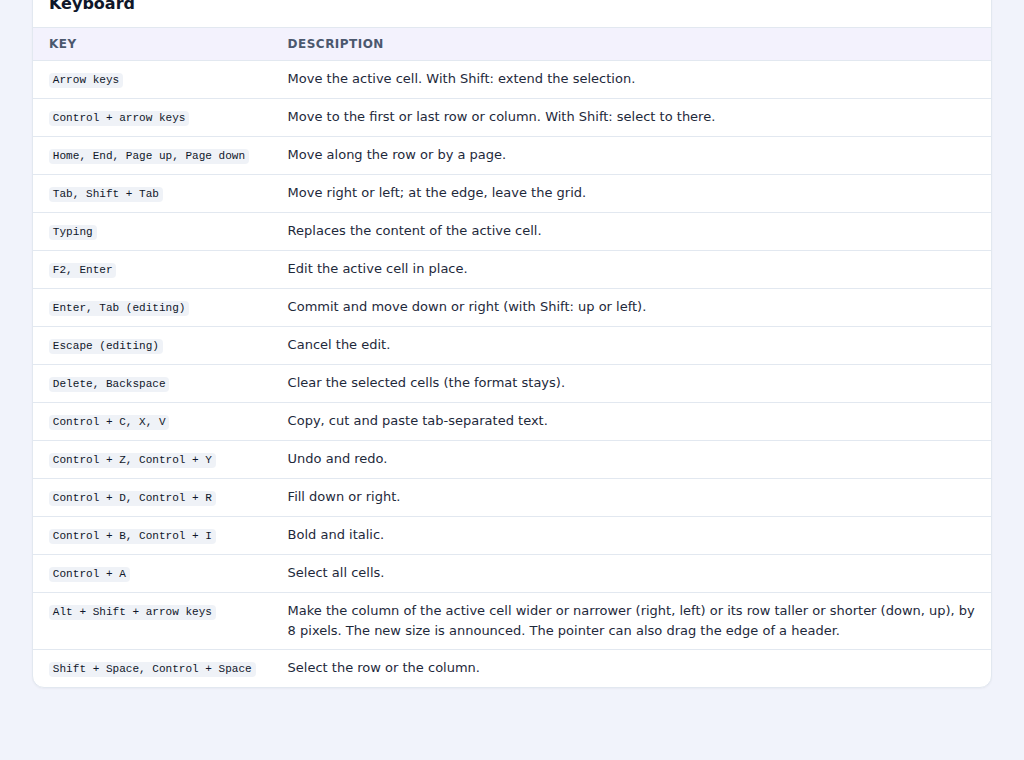 Keyboard
KEY DESCRIPTION
Arrow keys Move the active cell. With Shift: extend the selection.
Control + arrow keys Move to the first or last row or column. With Shift: select to there.
Home, End, Page up, Page down Move along the row or by a page.
Tab, Shift + Tab Move right or left; at the edge, leave the grid.
Typing Replaces the content of the active cell.
F2, Enter Edit the active cell in place.
Enter, Tab (editing) Commit and move down or right (with Shift: up or left).
Escape (editing) Cancel the edit.
Delete, Backspace Clear the selected cells (the format stays).
Control + C, X, V Copy, cut and paste tab-separated text.
Control + Z, Control + Y Undo and redo.
Control + D, Control + R Fill down or right.
Control + B, Control + I Bold and italic.
Control + A Select all cells.
Alt + Shift + arrow keys Make the column of the active cell wider or narrower (right, left) or its row taller or shorter (down, up), by
8 pixels. The new size is announced. The pointer can also drag the edge of a header.
Shift + Space, Control + Space Select the row or the column.